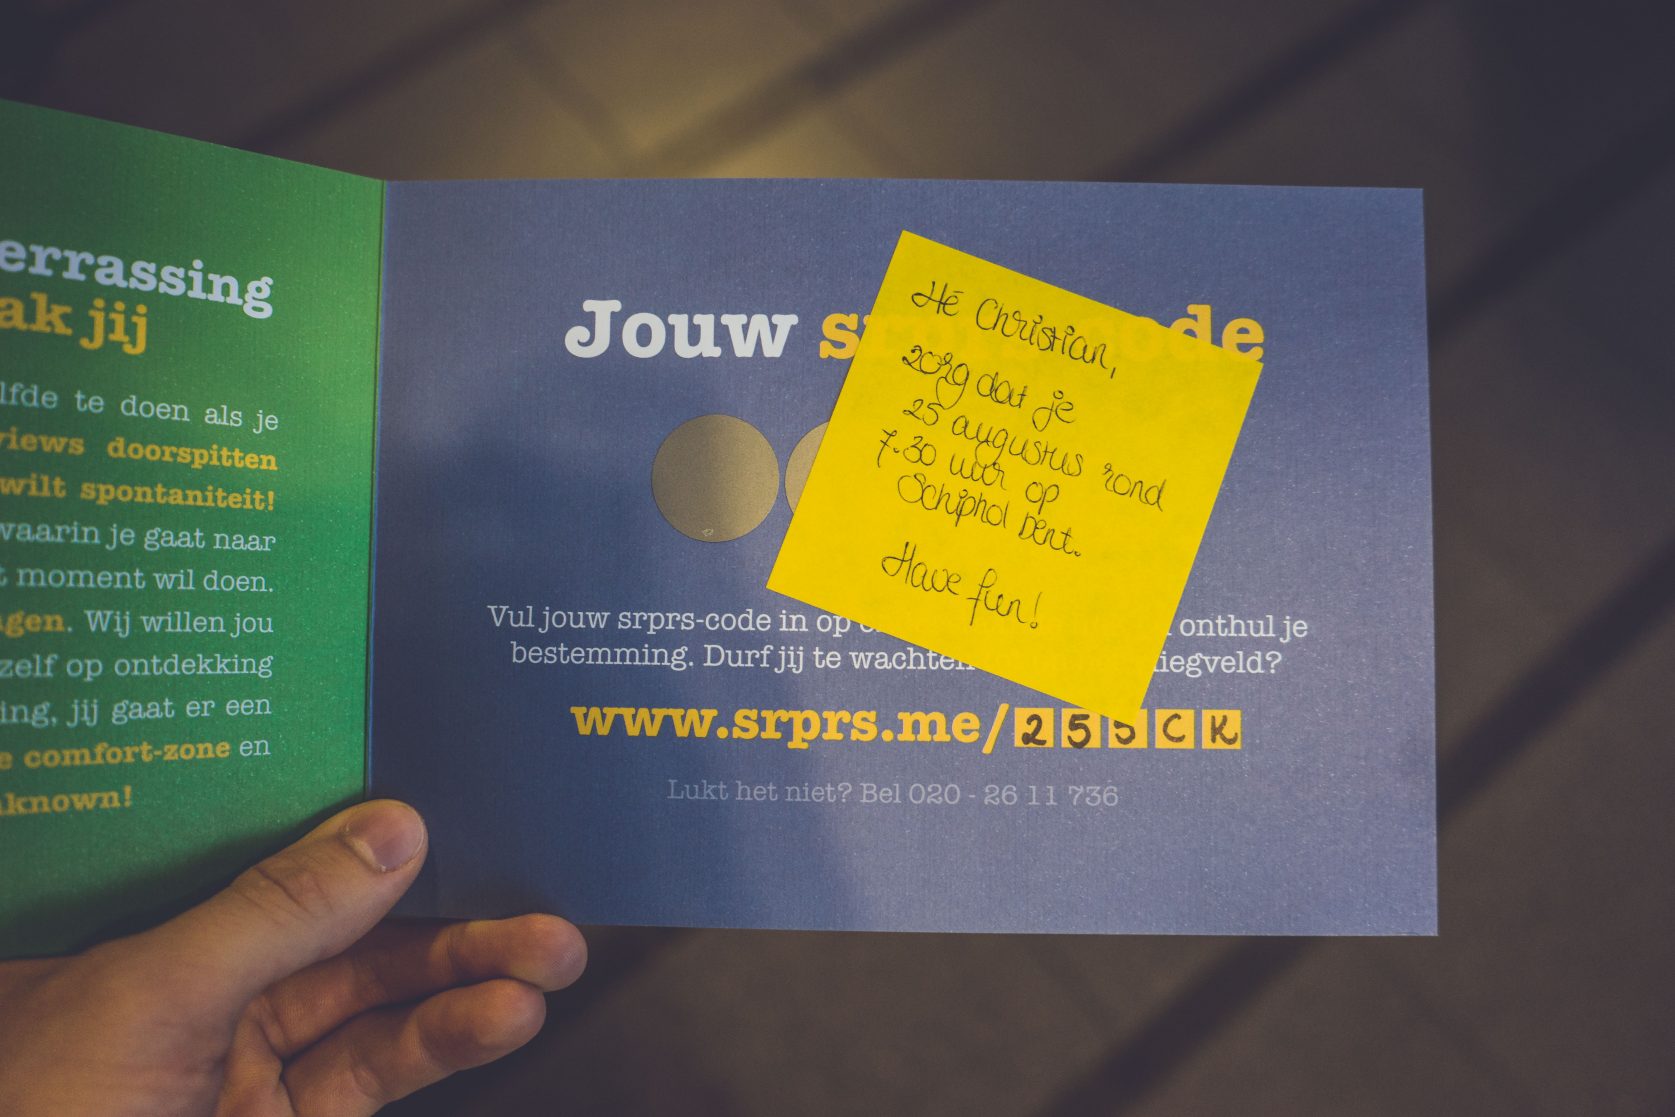 errassing
ak jij
lfde te doen als je
views doorspitten
wilt spontaniteit!
waarin je gaat naar
t moment wil doen.
gen. Wij willen jou
zelf op ontdekking
ing, jij gaat er een
e comfort-zone en
known!
Jouw srprs-code
Hé Christian,
zorg dat je
25 augustus rond
7.30 uur op
Schiphol bent.
Have fun!
Vul jouw srprs-code in op onthul je
bestemming. Durf jij te wachten iegveld?
www.srprs.me/255CK
Lukt het niet? Bel 020 - 26 11 736